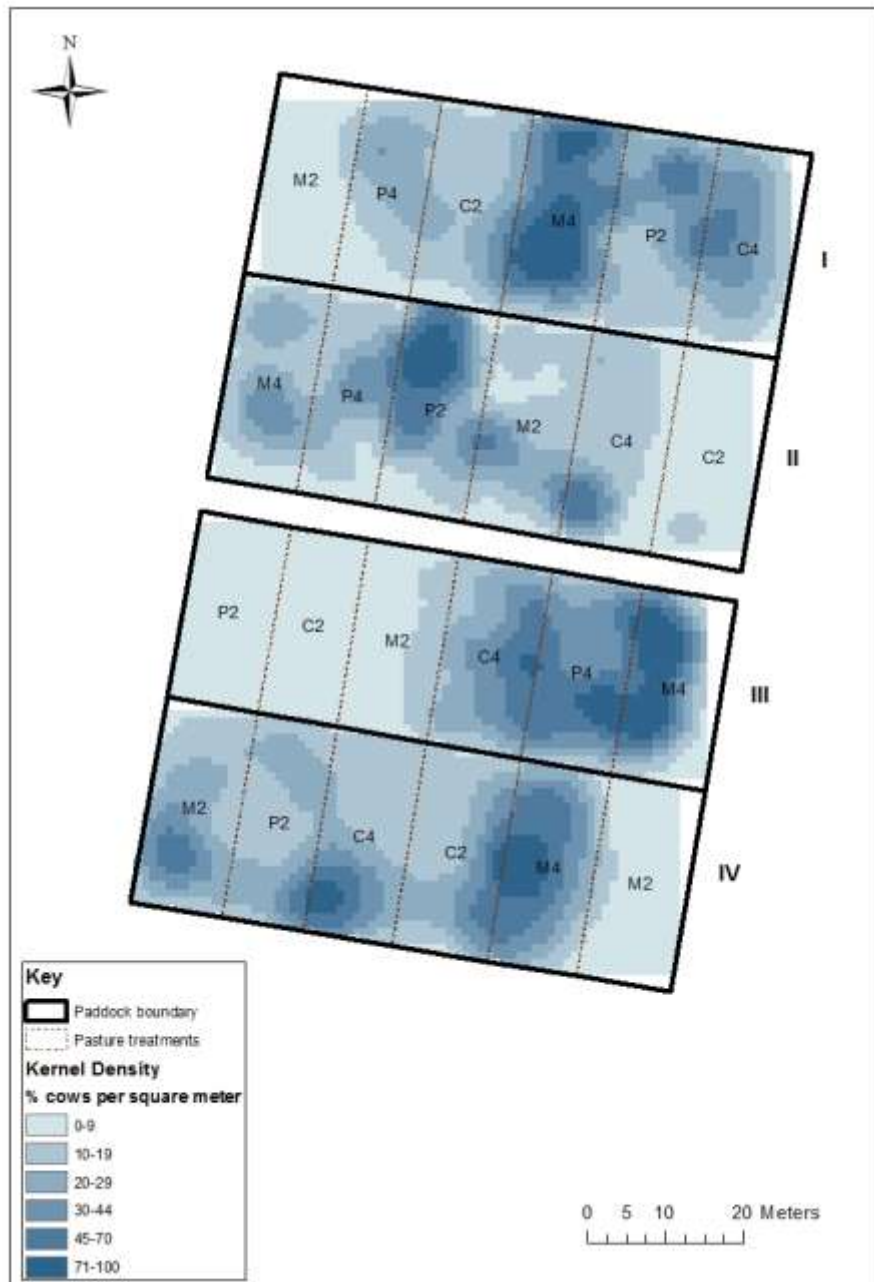 N
M2 P4 C2 M4 P2 C4
I
M4 P4 P2 M2 C4 C2
II
P2 C2 M2 C4 P4 M4
III
M2 P2 C4 C2 M4 M2
IV
Key
Paddock boundary
Pasture treatments
Kernel Density
% cows per square meter
0-9
10-19
20-29
30-44
45-70
71-100
0 5 10 20 Meters